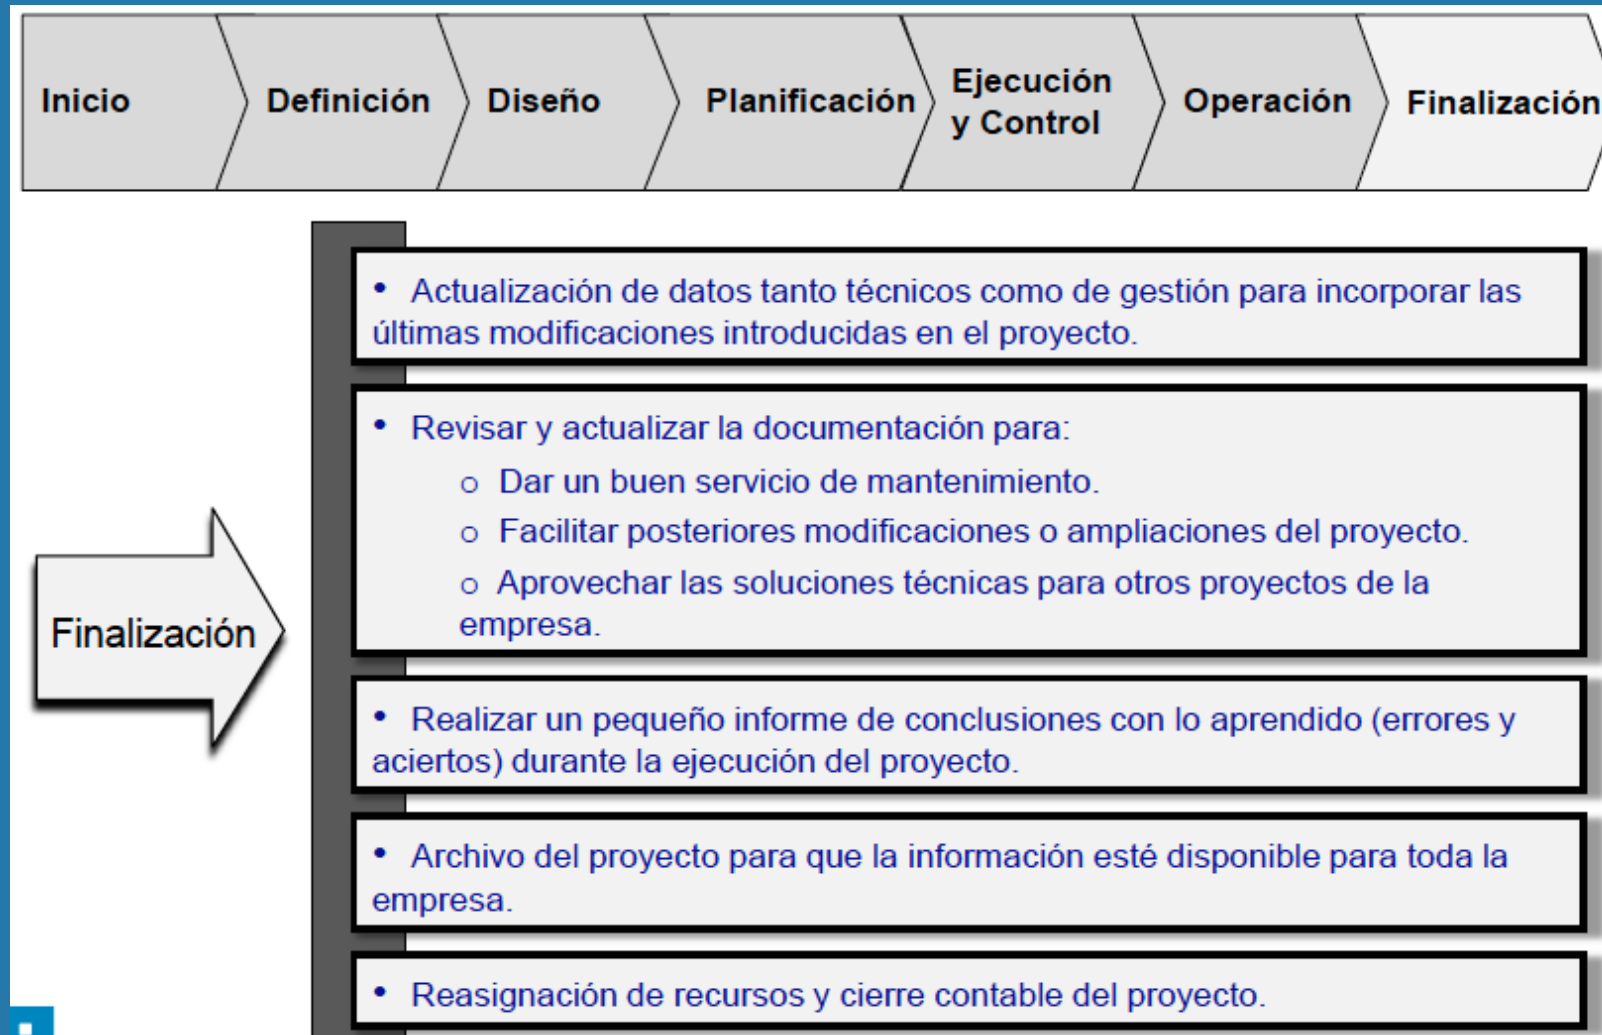 Inicio
Definición
Diseño
Planificación
Ejecución
y Control
Operación
Finalización
Finalización
• Actualización de datos tanto técnicos como de gestión para incorporar las
últimas modificaciones introducidas en el proyecto.
• Revisar y actualizar la documentación para:
o Dar un buen servicio de mantenimiento.
o Facilitar posteriores modificaciones o ampliaciones del proyecto.
o Aprovechar las soluciones técnicas para otros proyectos de la
empresa.
• Realizar un pequeño informe de conclusiones con lo aprendido (errores y
aciertos) durante la ejecución del proyecto.
• Archivo del proyecto para que la información esté disponible para toda la
empresa.
• Reasignación de recursos y cierre contable del proyecto.